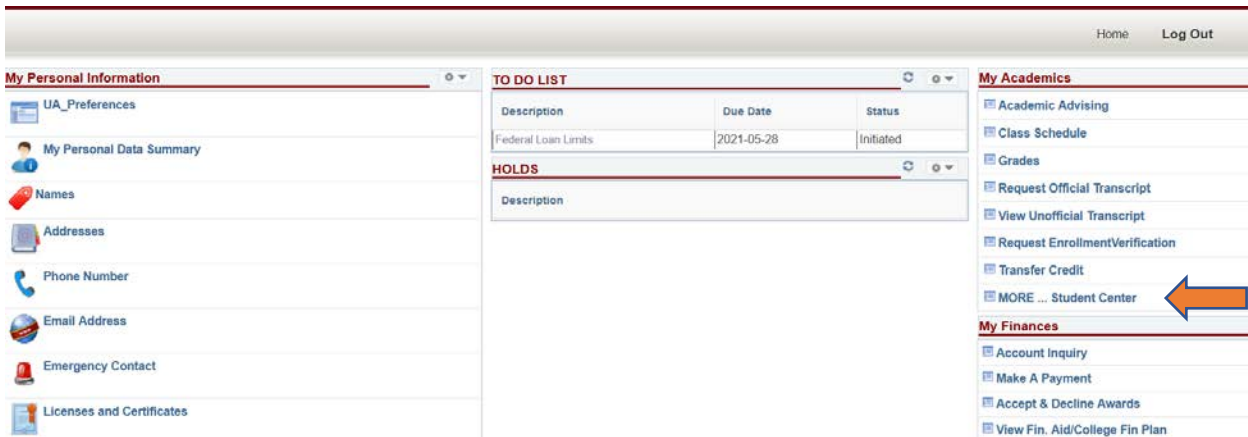 Home Log Out
My Personal Information
UA_Preferences
My Personal Data Summary
Names
Addresses
Phone Number
Email Address
Emergency Contact
Licenses and Certificates
TO DO LIST
Description Due Date Status
Federal Loan Limits 2021-05-28 Initiated
HOLDS
Description
My Academics
Academic Advising
Class Schedule
Grades
Request Official Transcript
View Unofficial Transcript
Request EnrollmentVerification
Transfer Credit
MORE ... Student Center
My Finances
Account Inquiry
Make A Payment
Accept & Decline Awards
View Fin. Aid/College Fin Plan